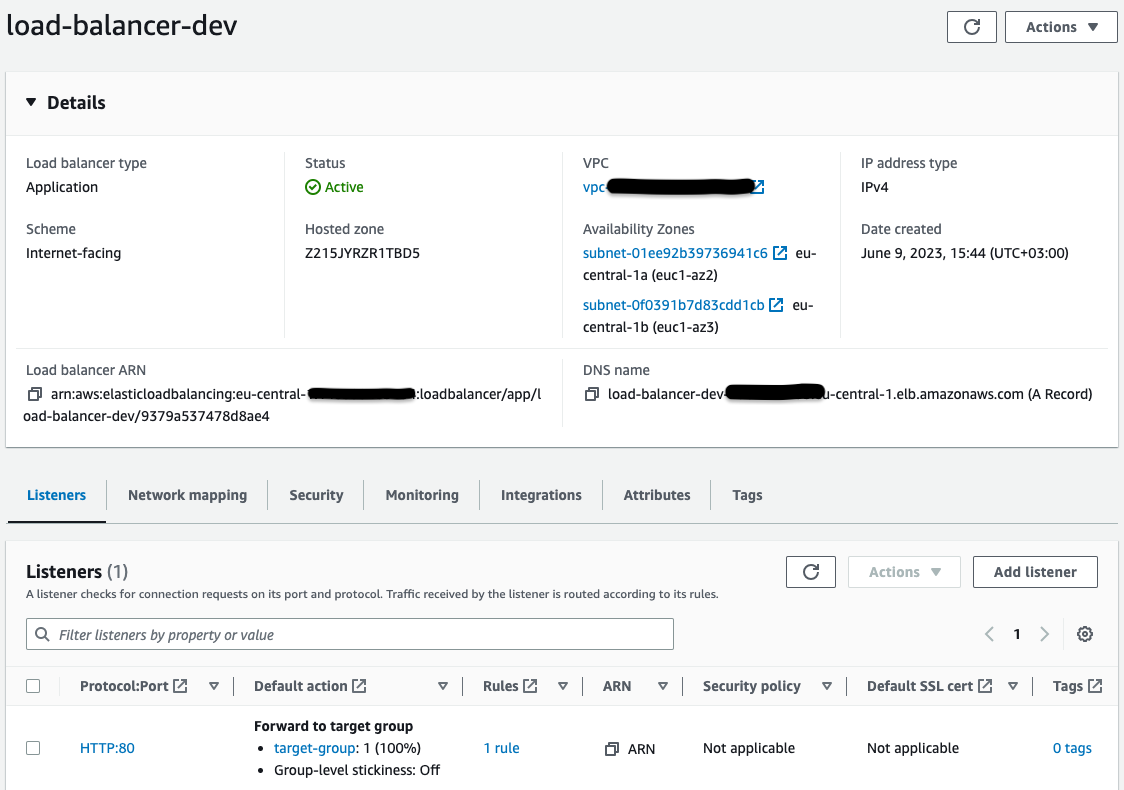 load-balancer-dev
Actions
Details
Load balancer type
Application
Status
Active
VPC
vpc-
IP address type
IPv4
Scheme
Internet-facing
Hosted zone
Z215JYRZR1TBD5
Availability Zones
subnet-01ee92b39736941c6 eu-
central-1a (euc1-az2)
subnet-0f0391b7d83cdd1cb eu-
central-1b (euc1-az3)
Date created
June 9, 2023, 15:44 (UTC+03:00)
Load balancer ARN
arn:aws:elasticloadbalancing:eu-central- :loadbalancer/app/l
oad-balancer-dev/9379a537478d8ae4
DNS name
load-balancer-dev- u-central-1.elb.amazonaws.com (A Record)
Listeners
Network mapping
Security
Monitoring
Integrations
Attributes
Tags
Listeners (1)
Actions
Add listener
A listener checks for connection requests on its port and protocol. Traffic received by the listener is routed according to its rules.
Filter listeners by property or value
1
Protocol:Port
Default action
Rules
ARN
Security policy
Default SSL cert
Tags
HTTP:80
Forward to target group
• target-group: 1 (100%)
• Group-level stickiness: Off
1 rule
ARN
Not applicable
Not applicable
0 tags